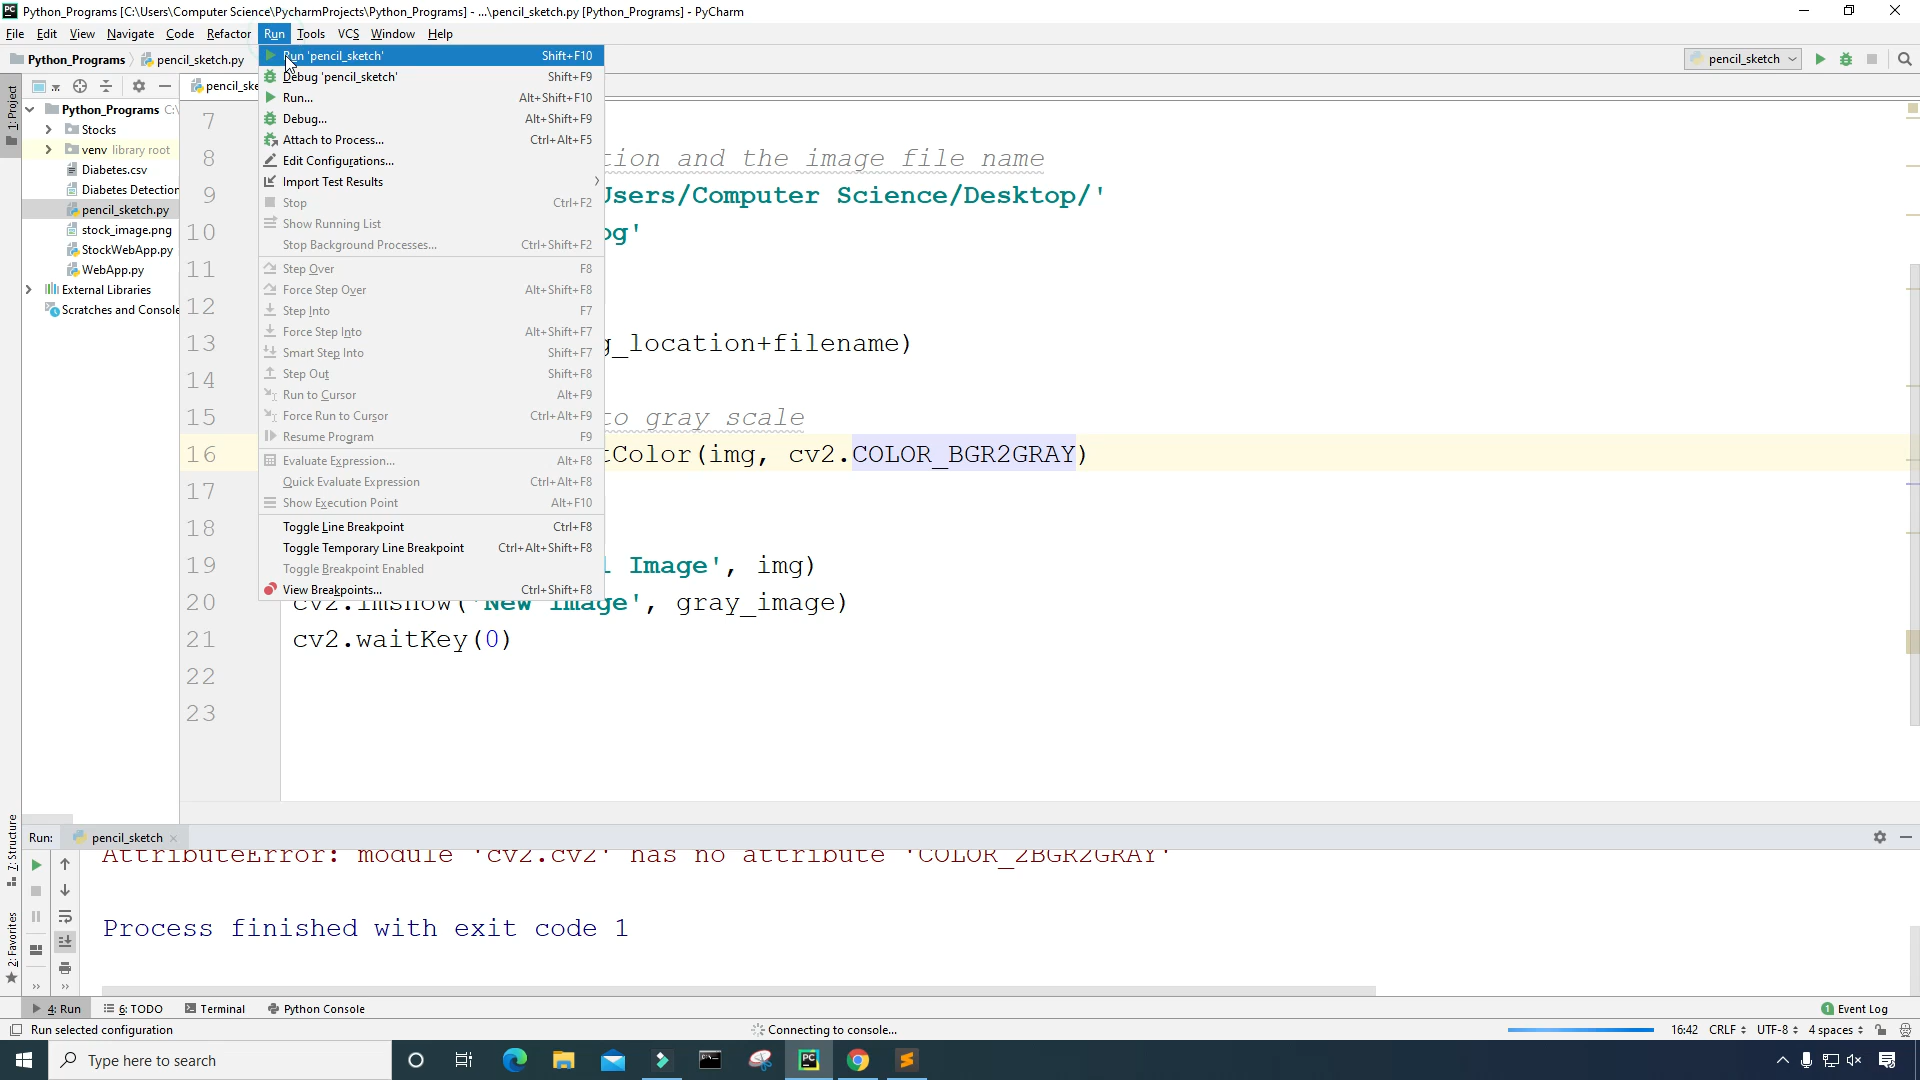 Python_Programs [C:\Users\Computer Science\PycharmProjects\Python_Programs] - ...\pencil_sketch.py [Python_Programs] - PyCharm
File Edit View Navigate Code Refactor Run Tools VCS Window Help
Python_Programs pencil_sketch.py
pencil_sketch
1: Project
pencil_ske
Python_Programs C:\
Stocks
venv library root
Diabetes.csv
Diabetes Detection
pencil_sketch.py
stock_image.png
StockWebApp.py
WebApp.py
External Libraries
Scratches and Console
Run 'pencil_sketch' Shift+F10
Debug 'pencil_sketch' Shift+F9
Run... Alt+Shift+F10
Debug... Alt+Shift+F9
Attach to Process... Ctrl+Alt+F5
Edit Configurations...
Import Test Results
Stop Ctrl+F2
Show Running List
Stop Background Processes... Ctrl+Shift+F2
Step Over F8
Force Step Over Alt+Shift+F8
Step Into F7
Force Step Into Alt+Shift+F7
Smart Step Into Shift+F7
Step Out Shift+F8
Run to Cursor Alt+F9
Force Run to Cursor Ctrl+Alt+F9
Resume Program F9
Evaluate Expression... Alt+F8
Quick Evaluate Expression Ctrl+Alt+F8
Show Execution Point Alt+F10
Toggle Line Breakpoint Ctrl+F8
Toggle Temporary Line Breakpoint Ctrl+Alt+Shift+F8
Toggle Breakpoint Enabled
View Breakpoints... Ctrl+Shift+F8
7
8 tion and the image file name
9 Users/Computer Science/Desktop/'
10 og'
11
12
13 g_location+filename)
14
15 to gray scale
16 tColor(img, cv2.COLOR_BGR2GRAY)
17
18
19 l Image', img)
20 cv2.imshow('New Image', gray_image)
21 cv2.waitKey(0)
22
23
Z: Structure
2: Favorites
Run: pencil_sketch
AttributeError: module 'cv2.cv2' has no attribute 'COLOR_2BGR2GRAY'
Process finished with exit code 1
4: Run 6: TODO Terminal Python Console 1 Event Log
Run selected configuration Connecting to console... 16:42 CRLF UTF-8 4 spaces
Type here to search